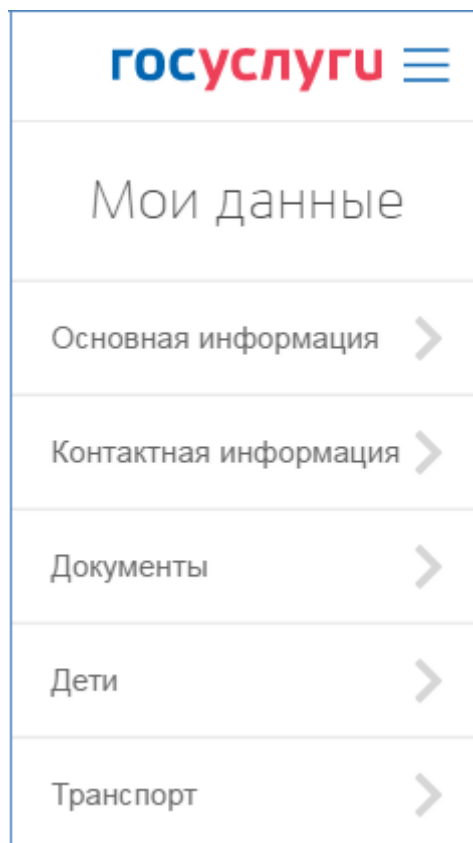 госуслуги
Мои данные
Основная информация
Контактная информация
Документы
Дети
Транспорт